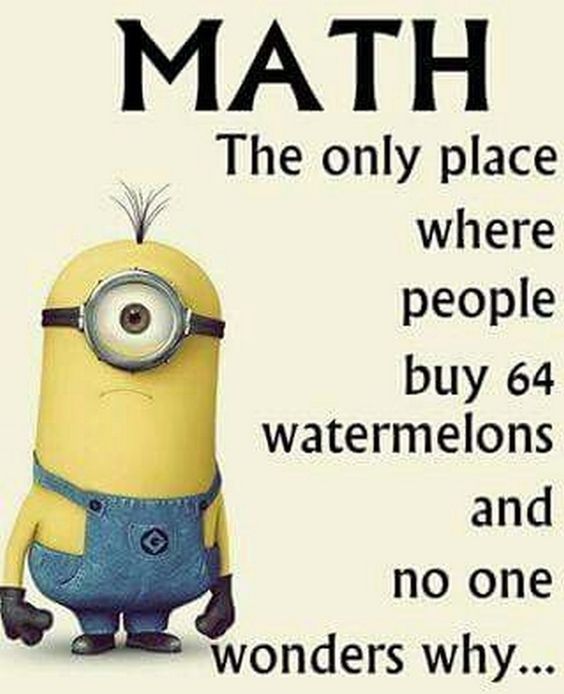 MATH
The only place
where
people
buy 64
watermelons
and
no one
wonders why...